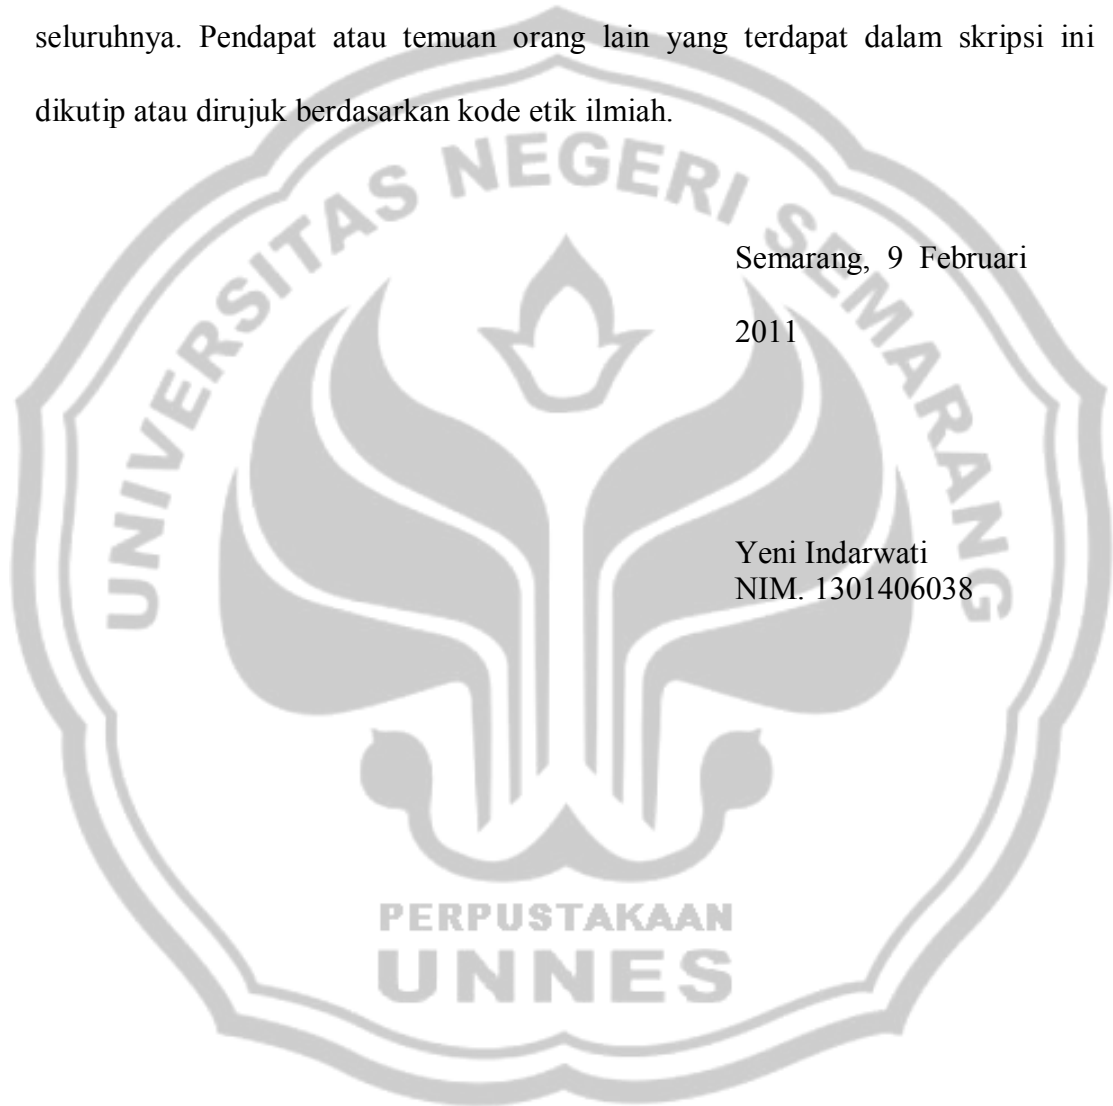 seluruhnya. Pendapat atau temuan orang lain yang terdapat dalam skripsi ini
dikutip atau dirujuk berdasarkan kode etik ilmiah.
UNIVERSITAS NEGERI SEMARANG
Semarang, 9 Februari
2011
Yeni Indarwati
NIM. 1301406038
PERPUSTAKAAN
UNNES